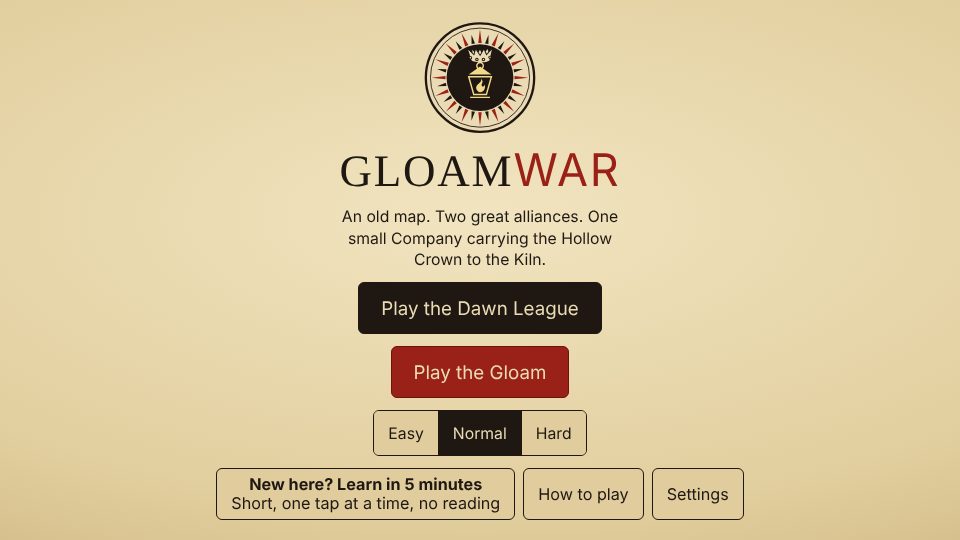 GLOAMWAR
An old map. Two great alliances. One
small Company carrying the Hollow
Crown to the Kiln.
Play the Dawn League
Play the Gloam
Easy Normal Hard
New here? Learn in 5 minutes
Short, one tap at a time, no reading
How to play
Settings